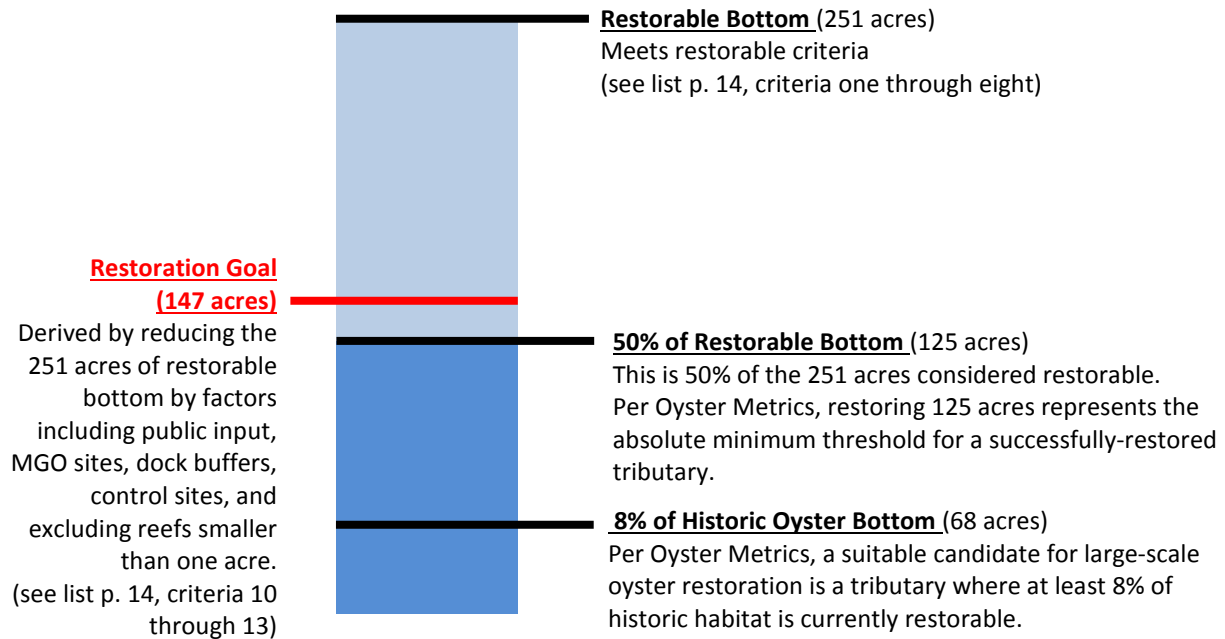 Restorable Bottom (251 acres)
Meets restorable criteria
(see list p. 14, criteria one through eight)
Restoration Goal
(147 acres)
Derived by reducing the
251 acres of restorable
bottom by factors
including public input,
MGO sites, dock buffers,
control sites, and
excluding reefs smaller
than one acre.
(see list p. 14, criteria 10
through 13)
50% of Restorable Bottom (125 acres)
This is 50% of the 251 acres considered restorable.
Per Oyster Metrics, restoring 125 acres represents the
absolute minimum threshold for a successfully-restored
tributary.
8% of Historic Oyster Bottom (68 acres)
Per Oyster Metrics, a suitable candidate for large-scale
oyster restoration is a tributary where at least 8% of
historic habitat is currently restorable.